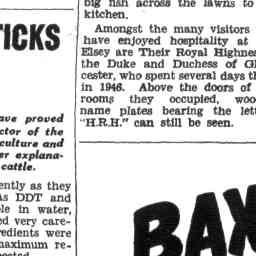 TICKS
ave proved
ctor of the
culture and
er explana-
cattle.
ently as they
As DDT and
le in water,
ed very care-
redients were
maximum re-
big fish across the lawns to
kitchen.
Amongst the many visitors
have enjoyed hospitality at
Elsey are Their Royal Highnes
the Duke and Duchess of Gl
cester, who spent several days th
in 1946. Above the doors of
rooms they occupied, woo
name plates bearing the lett
"H.R.H." can still be seen.
BAX